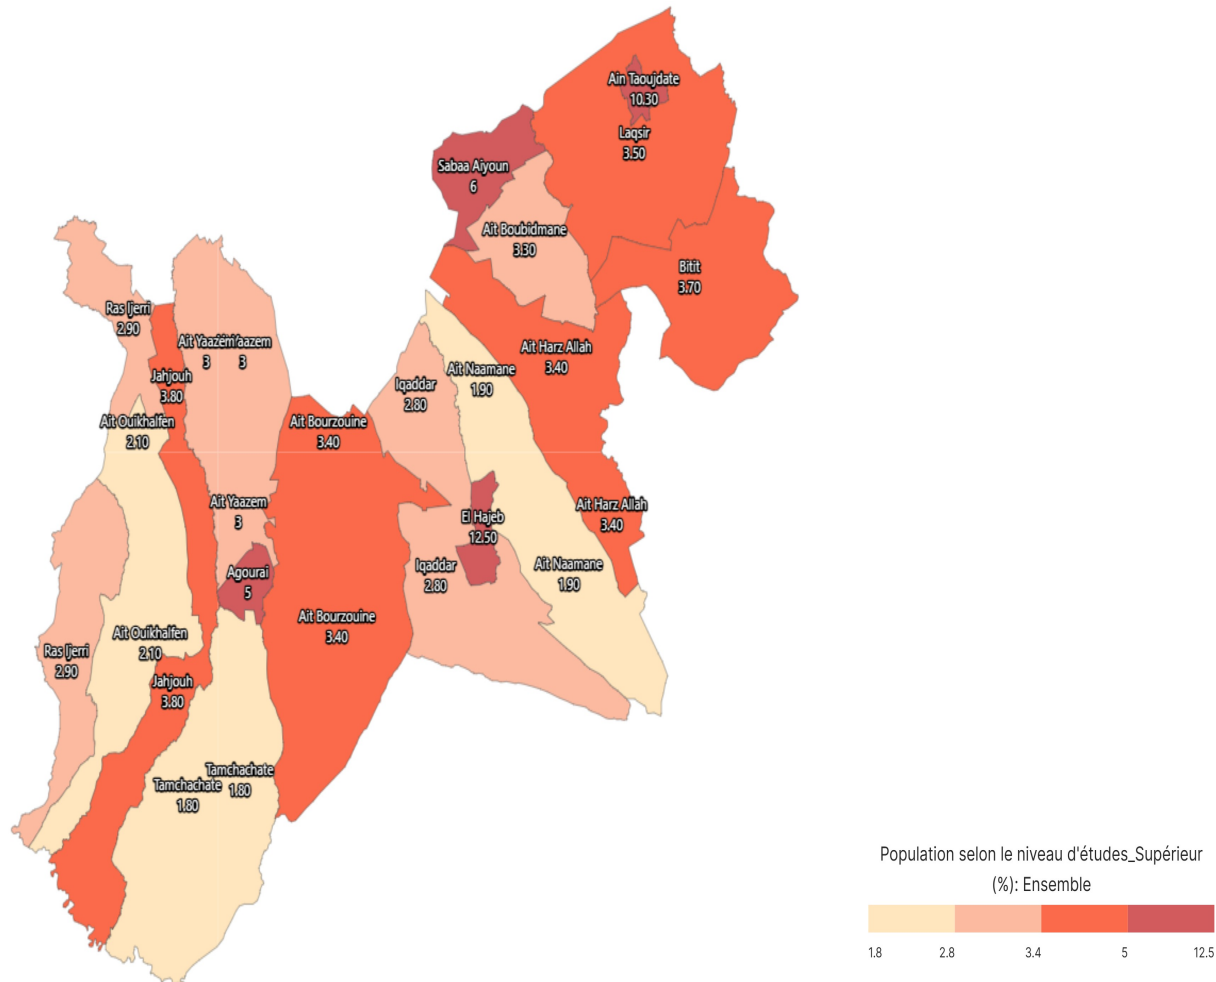 Ain Taoujdate
10.30
Laqsir
3.50
Sabaa Aiyoun
6
Ait Boubidmane
3.30
Bitit
3.70
Ras Ijerri
2.90
Ait Yaazem
3
aazem
3
Ait Harz Allah
3.40
Jahjouh
3.80
Iqaddar
2.80
Ait Naamane
1.90
Ait Ouikhalfen
2.10
Ait Bourzouine
3.40
Ait Yaazem
3
El Hajeb
12.50
Ait Harz Allah
3.40
Agourai
5
Iqaddar
2.80
Ait Naamane
1.90
Ait Bourzouine
3.40
Ait Ouikhalfen
2.10
Ras Ijerri
2.90
Jahjouh
3.80
Tamchachate
1.80
Tamchachate
1.80
Population selon le niveau d'études_Supérieur
(%): Ensemble
1.8 2.8 3.4 5 12.5